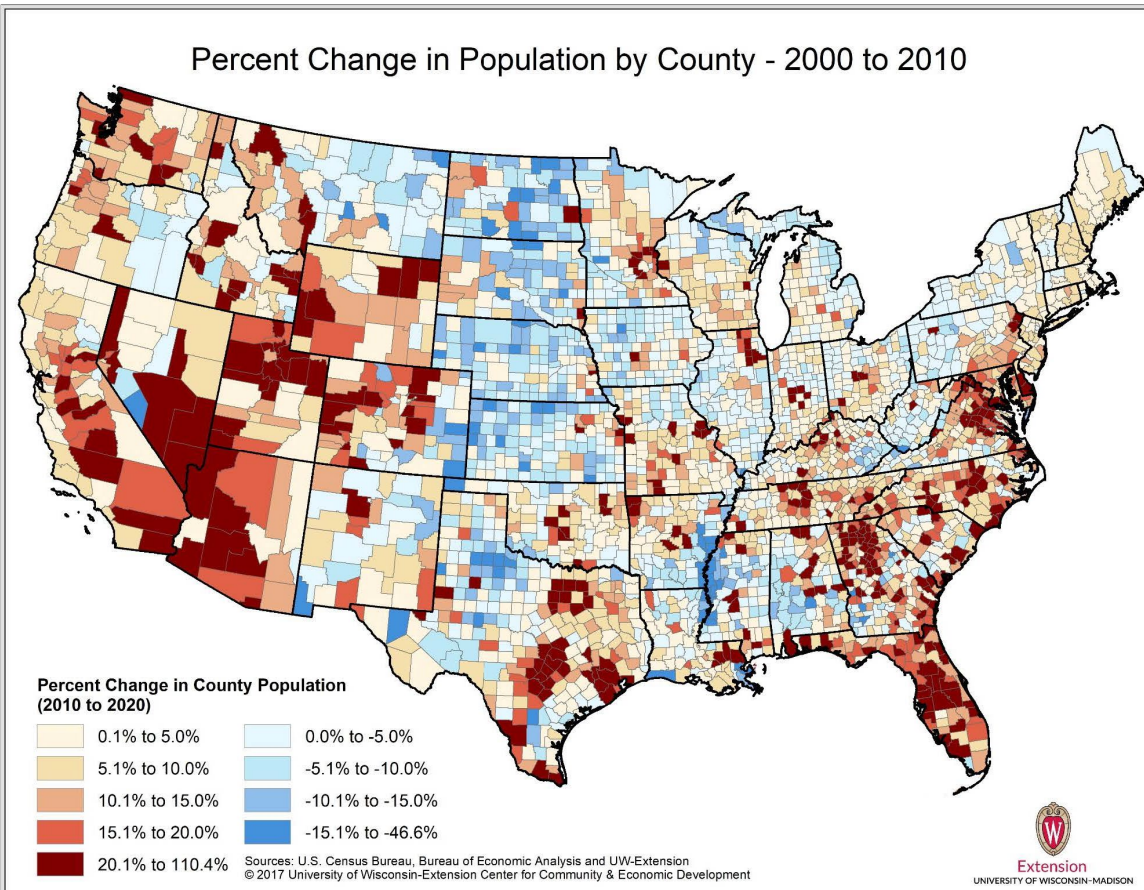 Percent Change in Population by County - 2000 to 2010
Percent Change in County Population
(2010 to 2020)
0.1% to 5.0%
5.1% to 10.0%
10.1% to 15.0%
15.1% to 20.0%
20.1% to 110.4%
0.0% to -5.0%
-5.1% to -10.0%
-10.1% to -15.0%
-15.1% to -46.6%
Sources: U.S. Census Bureau, Bureau of Economic Analysis and UW-Extension
© 2017 University of Wisconsin-Extension Center for Community & Economic Development
W
Extension
UNIVERSITY OF WISCONSIN–MADISON